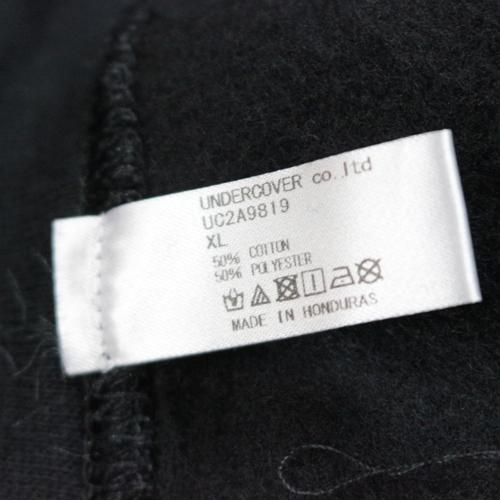 UNDERCOVER co.,ltd
UC2A9819
XL
50% COTTON
50% POLYESTER
MADE IN HONDURAS